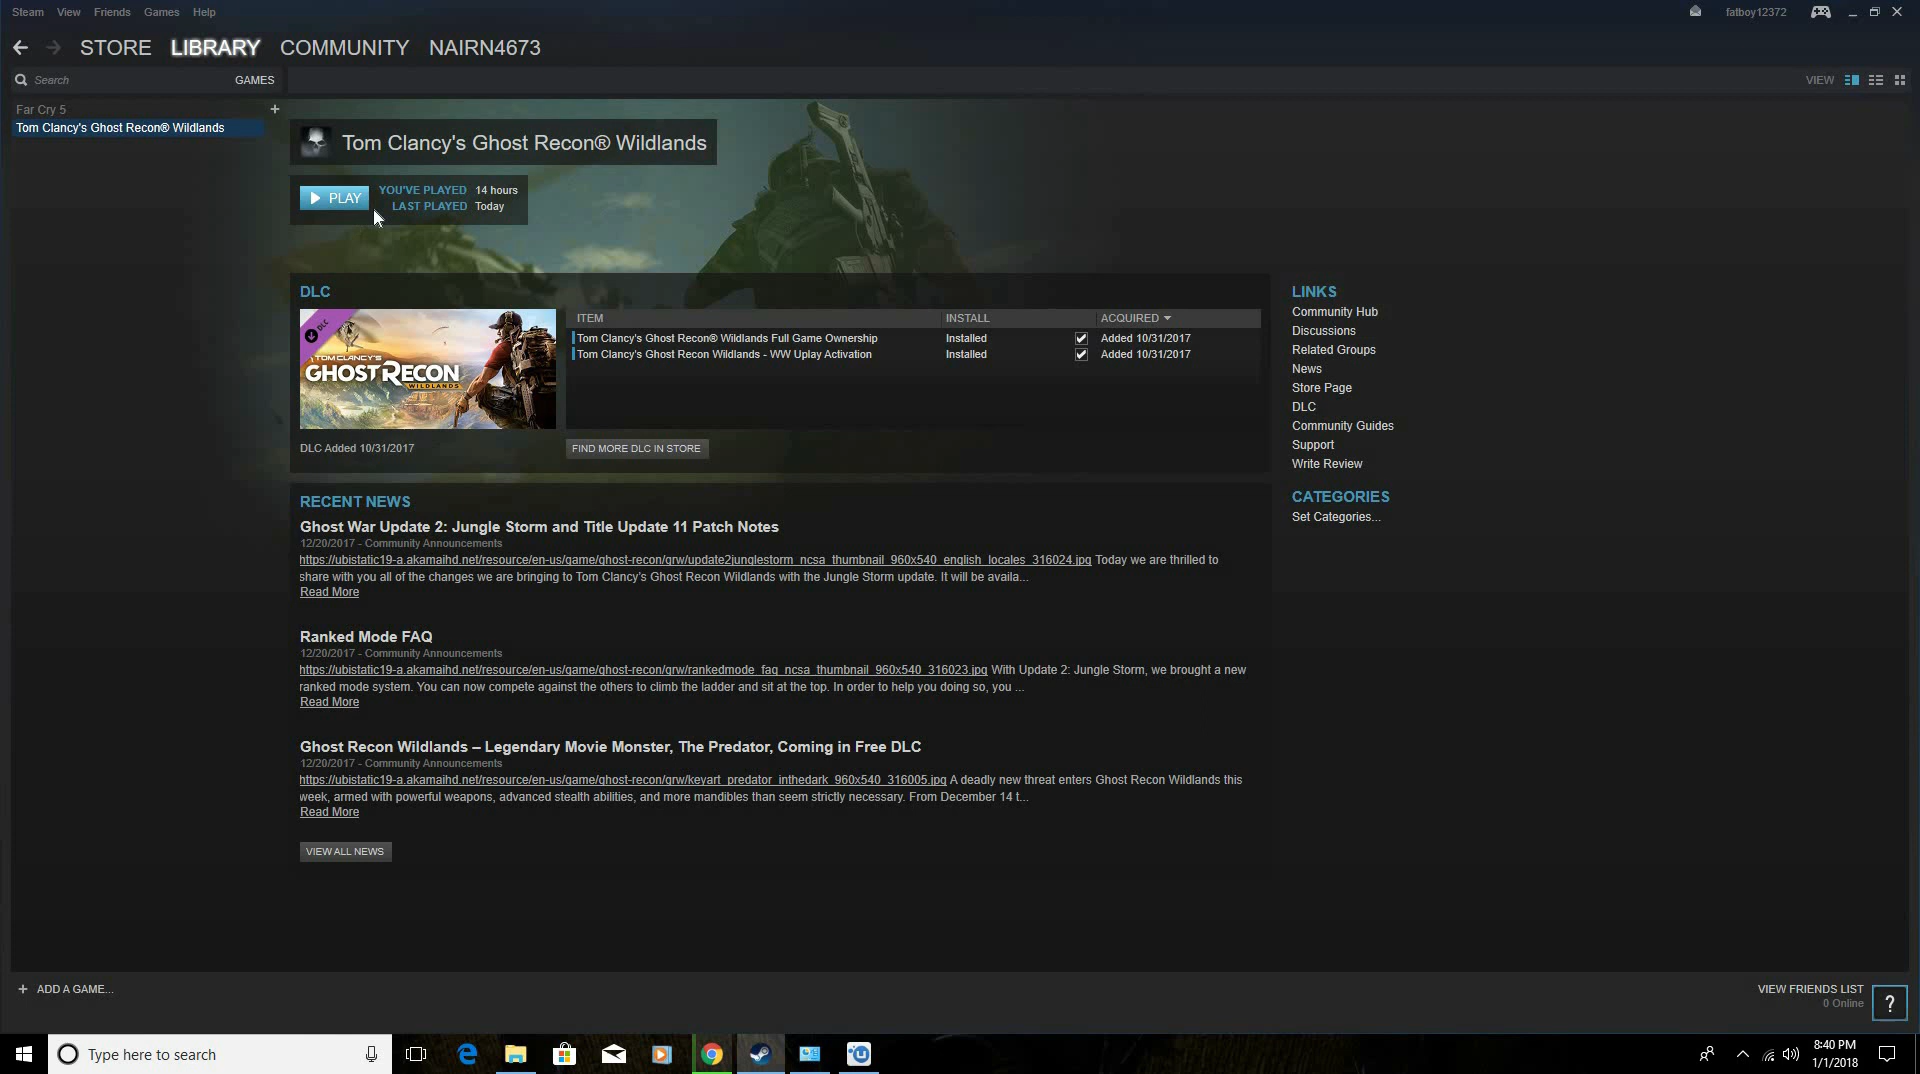 Steam View Friends Games Help
fatboy12372
STORE LIBRARY COMMUNITY NAIRN4673
Search GAMES
VIEW
Far Cry 5 +
Tom Clancy's Ghost Recon® Wildlands
Tom Clancy's Ghost Recon® Wildlands
PLAY
YOU'VE PLAYED 14 hours
LAST PLAYED Today
DLC
DLC
TOM CLANCY'S
GHOST RECON
WILDLANDS
DLC Added 10/31/2017
ITEM INSTALL ACQUIRED
Tom Clancy's Ghost Recon® Wildlands Full Game Ownership Installed Added 10/31/2017
Tom Clancy's Ghost Recon Wildlands - WW Uplay Activation Installed Added 10/31/2017
FIND MORE DLC IN STORE
LINKS
Community Hub
Discussions
Related Groups
News
Store Page
DLC
Community Guides
Support
Write Review
CATEGORIES
Set Categories...
RECENT NEWS
Ghost War Update 2: Jungle Storm and Title Update 11 Patch Notes
12/20/2017 - Community Announcements
https://ubistatic19-a.akamaihd.net/resource/en-us/game/ghost-recon/grw/update2junglestorm_ncsa_thumbnail_960x540_english_locales_316024.jpg Today we are thrilled to
share with you all of the changes we are bringing to Tom Clancy's Ghost Recon Wildlands with the Jungle Storm update. It will be availa...
Read More
Ranked Mode FAQ
12/20/2017 - Community Announcements
https://ubistatic19-a.akamaihd.net/resource/en-us/game/ghost-recon/grw/rankedmode_faq_ncsa_thumbnail_960x540_316023.jpg With Update 2: Jungle Storm, we brought a new
ranked mode system. You can now compete against the others to climb the ladder and sit at the top. In order to help you doing so, you ...
Read More
Ghost Recon Wildlands – Legendary Movie Monster, The Predator, Coming in Free DLC
12/20/2017 - Community Announcements
https://ubistatic19-a.akamaihd.net/resource/en-us/game/ghost-recon/grw/keyart_predator_inthedark_960x540_316005.jpg A deadly new threat enters Ghost Recon Wildlands this
week, armed with powerful weapons, advanced stealth abilities, and more mandibles than seem strictly necessary. From December 14 t...
Read More
VIEW ALL NEWS
+ ADD A GAME...
VIEW FRIENDS LIST
0 Online
?
Type here to search
8:40 PM
1/1/2018